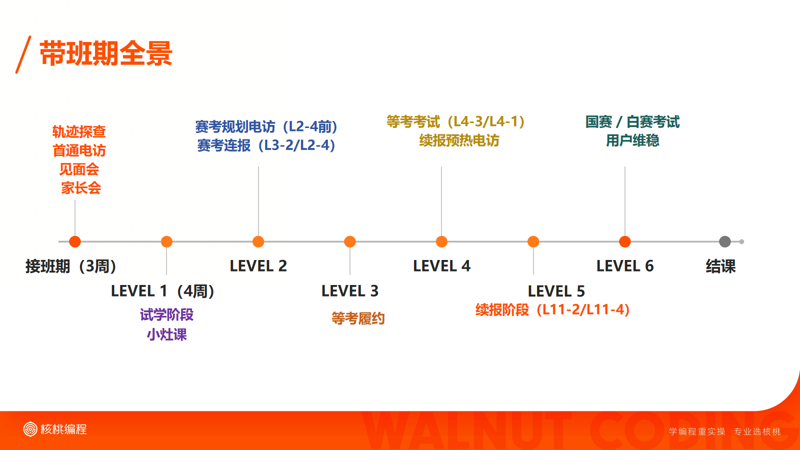 带班期全景
轨迹探查
首通电访
见面会
家长会
赛考规划电访（L2-4前）
赛考连报（L3-2/L2-4）
等考考试（L4-3/L4-1）
续报预热电访
国赛 / 白赛考试
用户维稳
接班期（3周）
LEVEL 2
LEVEL 4
LEVEL 6
结课
LEVEL 1（4周）
LEVEL 3
LEVEL 5
试学阶段
小灶课
等考履约
续报阶段（L11-2/L11-4）
核桃编程
WALNUT CODING
学编程重实操 专业选核桃